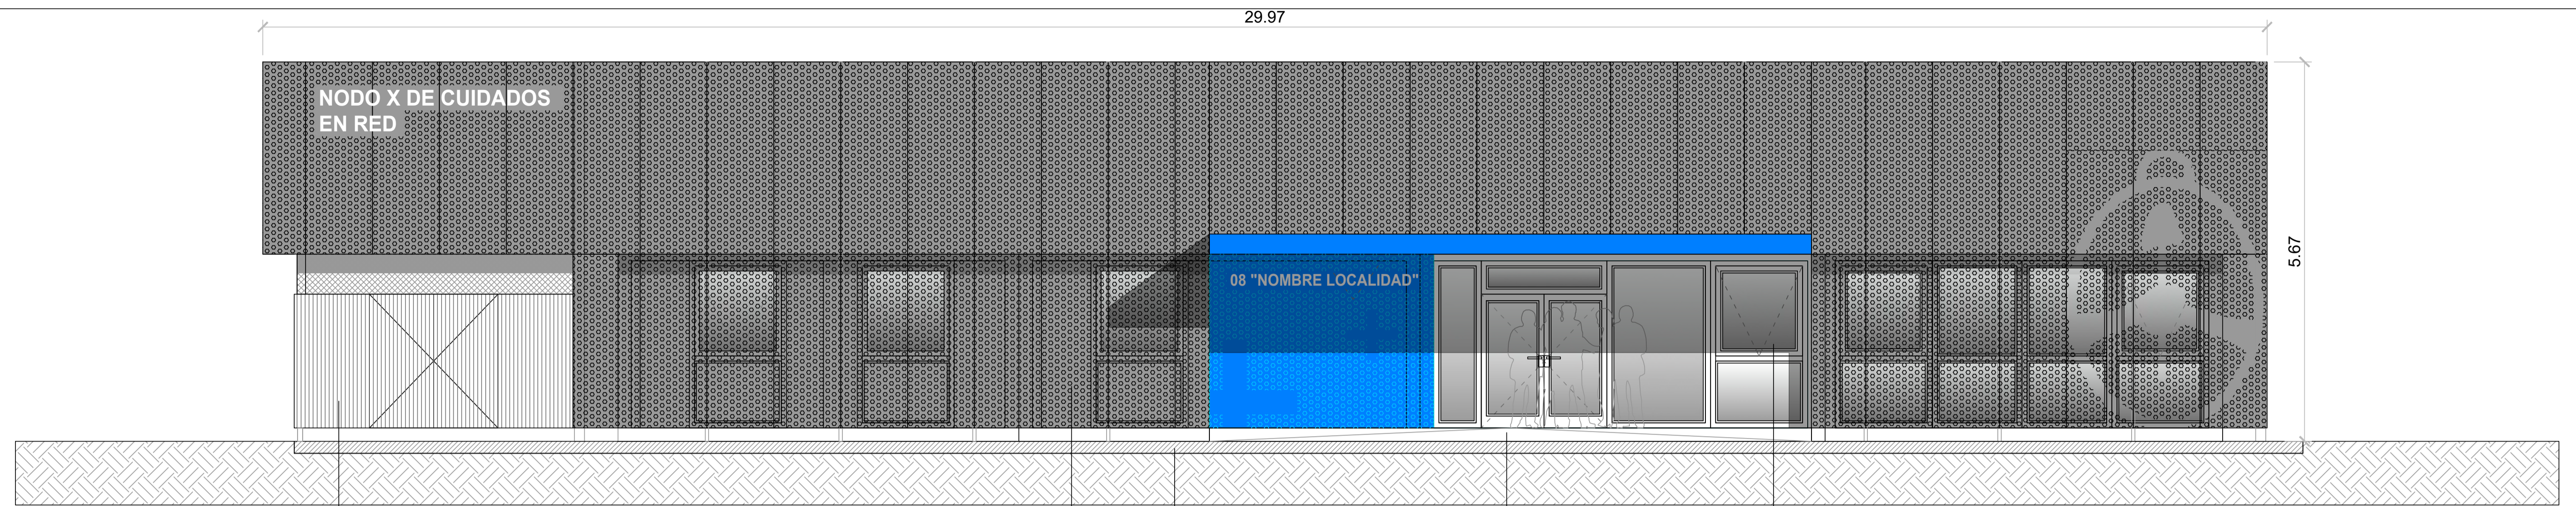 29.97
NODO X DE CUIDADOS
EN RED
5.67
08 "NOMBRE LOCALIDAD"